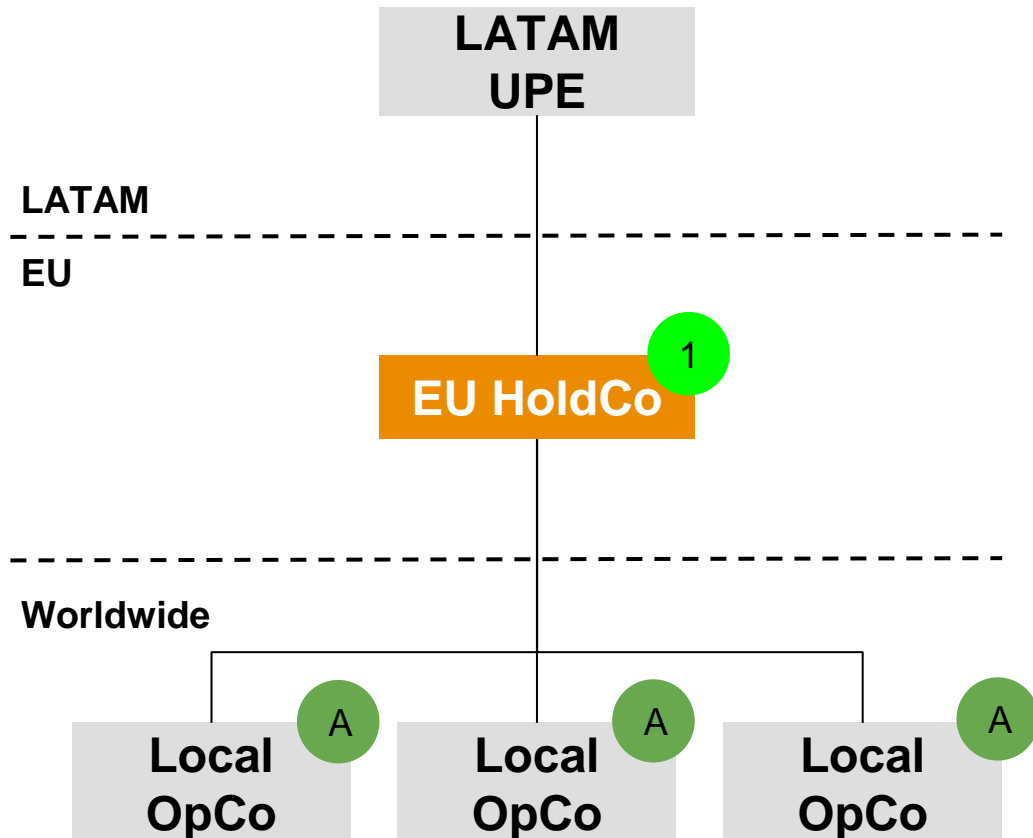 LATAM
UPE
LATAM
EU
1
EU HoldCo
Worldwide
A
A
A
Local
OpCo
Local
OpCo
Local
OpCo